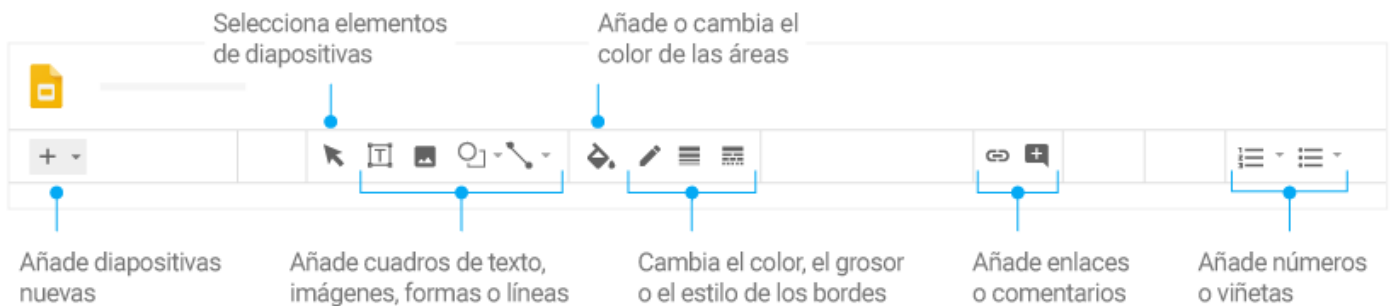 Selecciona elementos
de diapositivas
Añade o cambia el
color de las áreas
Añade diapositivas
nuevas
Añade cuadros de texto,
imágenes, formas o líneas
Cambia el color, el grosor
o el estilo de los bordes
Añade enlaces
o comentarios
Añade números
o viñetas